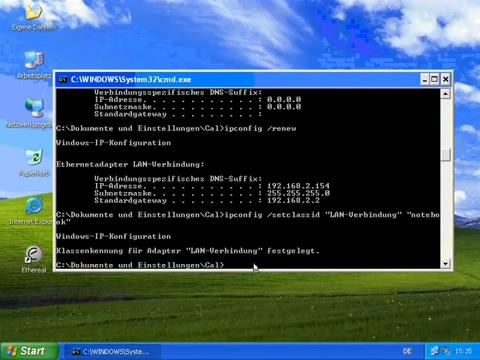 Eigene Dateien
Arbeitsplatz
Netzwerkumgeb
Papierkorb
Internet Explor
Ethereal
C:\WINDOWS\System32\cmd.exe
Verbindungsspezifisches DNS-Suffix:
IP-Adresse. . . . . . . . . . . . : 0.0.0.0
Subnetzmaske. . . . . . . . . . . : 0.0.0.0
Standardgateway . . . . . . . . . :
C:\Dokumente und Einstellungen\Cal>ipconfig /renew
Windows-IP-Konfiguration
Ethernetadapter LAN-Verbindung:
Verbindungsspezifisches DNS-Suffix:
IP-Adresse. . . . . . . . . . . . : 192.168.2.154
Subnetzmaske. . . . . . . . . . . : 255.255.255.0
Standardgateway . . . . . . . . . : 192.168.2.2
C:\Dokumente und Einstellungen\Cal>ipconfig /setclassid "LAN-Verbindung" "notebo
ok"
Windows-IP-Konfiguration
Klassenkennung für Adapter "LAN-Verbindung" festgelegt.
C:\Dokumente und Einstellungen\Cal>
Start
C:\WINDOWS\Syste...
DE
15:35